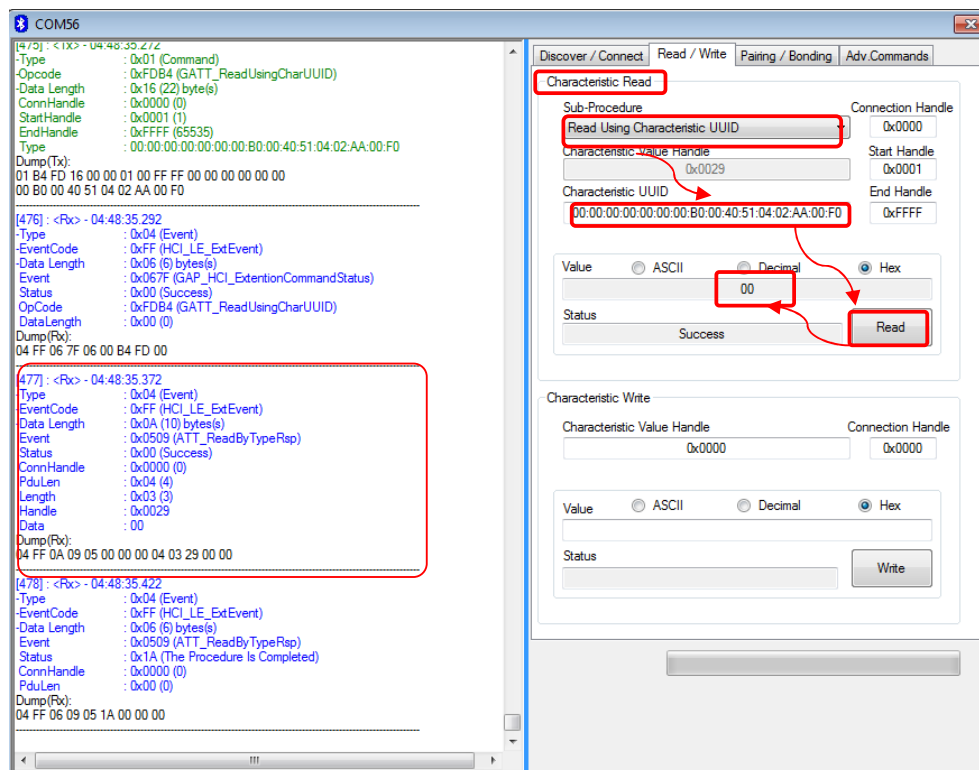 COM56
[475] : <Tx> - 04:48:35.272
-Type : 0x01 (Command)
-Opcode : 0xFDB4 (GATT_ReadUsingCharUUID)
-Data Length : 0x16 (22) byte(s)
ConnHandle : 0x0000 (0)
StartHandle : 0x0001 (1)
EndHandle : 0xFFFF (65535)
Type : 00:00:00:00:00:00:00:B0:00:40:51:04:02:AA:00:F0
Dump(Tx):
01 B4 FD 16 00 00 01 00 FF FF 00 00 00 00 00 00
00 B0 00 40 51 04 02 AA 00 F0
[476] : <Rx> - 04:48:35.292
-Type : 0x04 (Event)
-EventCode : 0xFF (HCI_LE_ExtEvent)
-Data Length : 0x06 (6) bytes(s)
Event : 0x067F (GAP_HCI_ExtentionCommandStatus)
Status : 0x00 (Success)
OpCode : 0xFDB4 (GATT_ReadUsingCharUUID)
DataLength : 0x00 (0)
Dump(Rx):
04 FF 06 7F 06 00 B4 FD 00
[477] : <Rx> - 04:48:35.372
-Type : 0x04 (Event)
-EventCode : 0xFF (HCI_LE_ExtEvent)
-Data Length : 0x0A (10) bytes(s)
Event : 0x0509 (ATT_ReadByTypeRsp)
Status : 0x00 (Success)
ConnHandle : 0x0000 (0)
PduLen : 0x04 (4)
Length : 0x03 (3)
Handle : 0x0029
Data : 00
Dump(Rx):
04 FF 0A 09 05 00 00 00 04 03 29 00 00
[478] : <Rx> - 04:48:35.422
-Type : 0x04 (Event)
-EventCode : 0xFF (HCI_LE_ExtEvent)
-Data Length : 0x06 (6) bytes(s)
Event : 0x0509 (ATT_ReadByTypeRsp)
Status : 0x1A (The Procedure Is Completed)
ConnHandle : 0x0000 (0)
PduLen : 0x00 (0)
Dump(Rx):
04 FF 06 09 05 1A 00 00 00
Discover / Connect Read / Write Pairing / Bonding Adv.Commands
Characteristic Read
Sub-Procedure Connection Handle
Read Using Characteristic UUID 0x0000
Characteristic Value Handle Start Handle
0x0029 0x0001
Characteristic UUID End Handle
00:00:00:00:00:00:00:B0:00:40:51:04:02:AA:00:F0 0xFFFF
Value ASCII Decimal Hex
00
Status
Success Read
Characteristic Write
Characteristic Value Handle Connection Handle
0x0000 0x0000
Value ASCII Decimal Hex
Status
Write